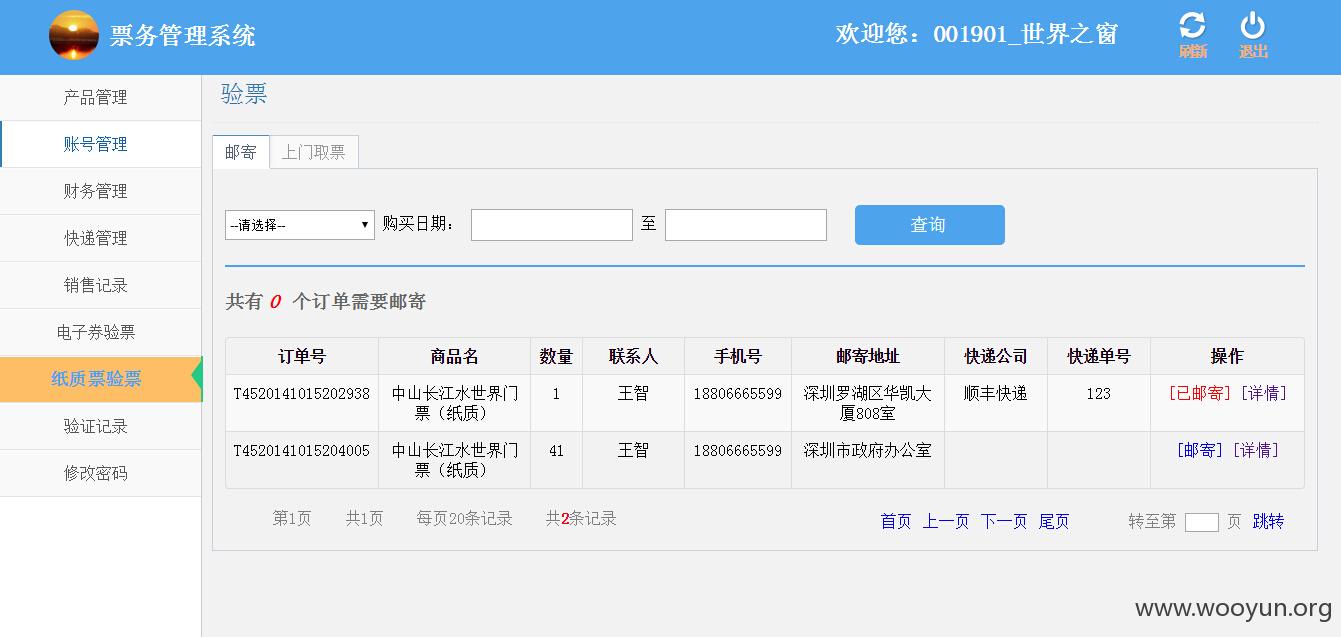 票务管理系统
欢迎您：001901_世界之窗
刷新
退出
产品管理
账号管理
财务管理
快递管理
销售记录
电子券验票
纸质票验票
验证记录
修改密码
验票
邮寄
上门取票
--请选择--
购买日期：
至
查询
共有 0 个订单需要邮寄
订单号 商品名 数量 联系人 手机号 邮寄地址 快递公司 快递单号 操作
T4520141015202938 中山长江水世界门 1 王智 18806665599 深圳罗湖区华凯大 顺丰快递 123 [已邮寄] [详情]
票（纸质） 厦808室
T4520141015204005 中山长江水世界门 41 王智 18806665599 深圳市政府办公室 [邮寄] [详情]
票（纸质）
第1页 共1页 每页20条记录 共2条记录 首页 上一页 下一页 尾页 转至第 页 跳转
www.wooyun.org